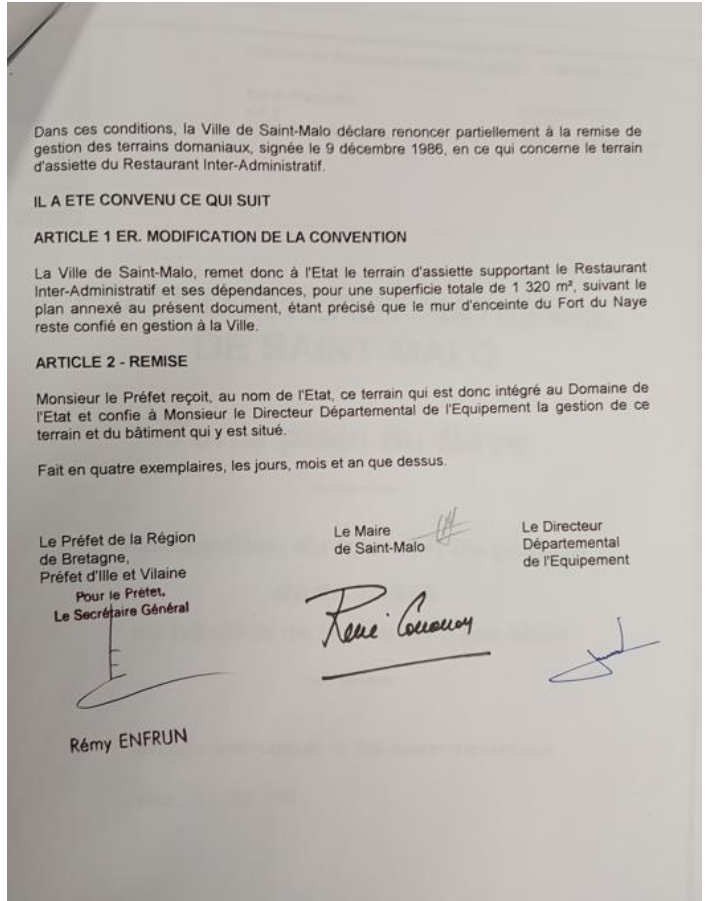 Dans ces conditions, la Ville de Saint-Malo déclare renoncer partiellement à la remise de
gestion des terrains domaniaux, signée le 9 décembre 1986, en ce qui concerne le terrain
d'assiette du Restaurant Inter-Administratif.
IL A ETE CONVENU CE QUI SUIT
ARTICLE 1 ER. MODIFICATION DE LA CONVENTION
La Ville de Saint-Malo, remet donc à l'Etat le terrain d'assiette supportant le Restaurant
Inter-Administratif et ses dépendances, pour une superficie totale de 1 320 m², suivant le
plan annexé au présent document, étant précisé que le mur d'enceinte du Fort du Naye
reste confié en gestion à la Ville.
ARTICLE 2 - REMISE
Monsieur le Préfet reçoit, au nom de l'Etat, ce terrain qui est donc intégré au Domaine de
l'Etat et confie à Monsieur le Directeur Départemental de l'Equipement la gestion de ce
terrain et du bâtiment qui y est situé.
Fait en quatre exemplaires, les jours, mois et an que dessus.
Le Préfet de la Région
de Bretagne,
Préfet d'Ille et Vilaine
Pour le Préfet,
Le Secrétaire Général
Rémy ENFRUN
Le Maire
de Saint-Malo
René Couanau
Le Directeur
Départemental
de l'Equipement